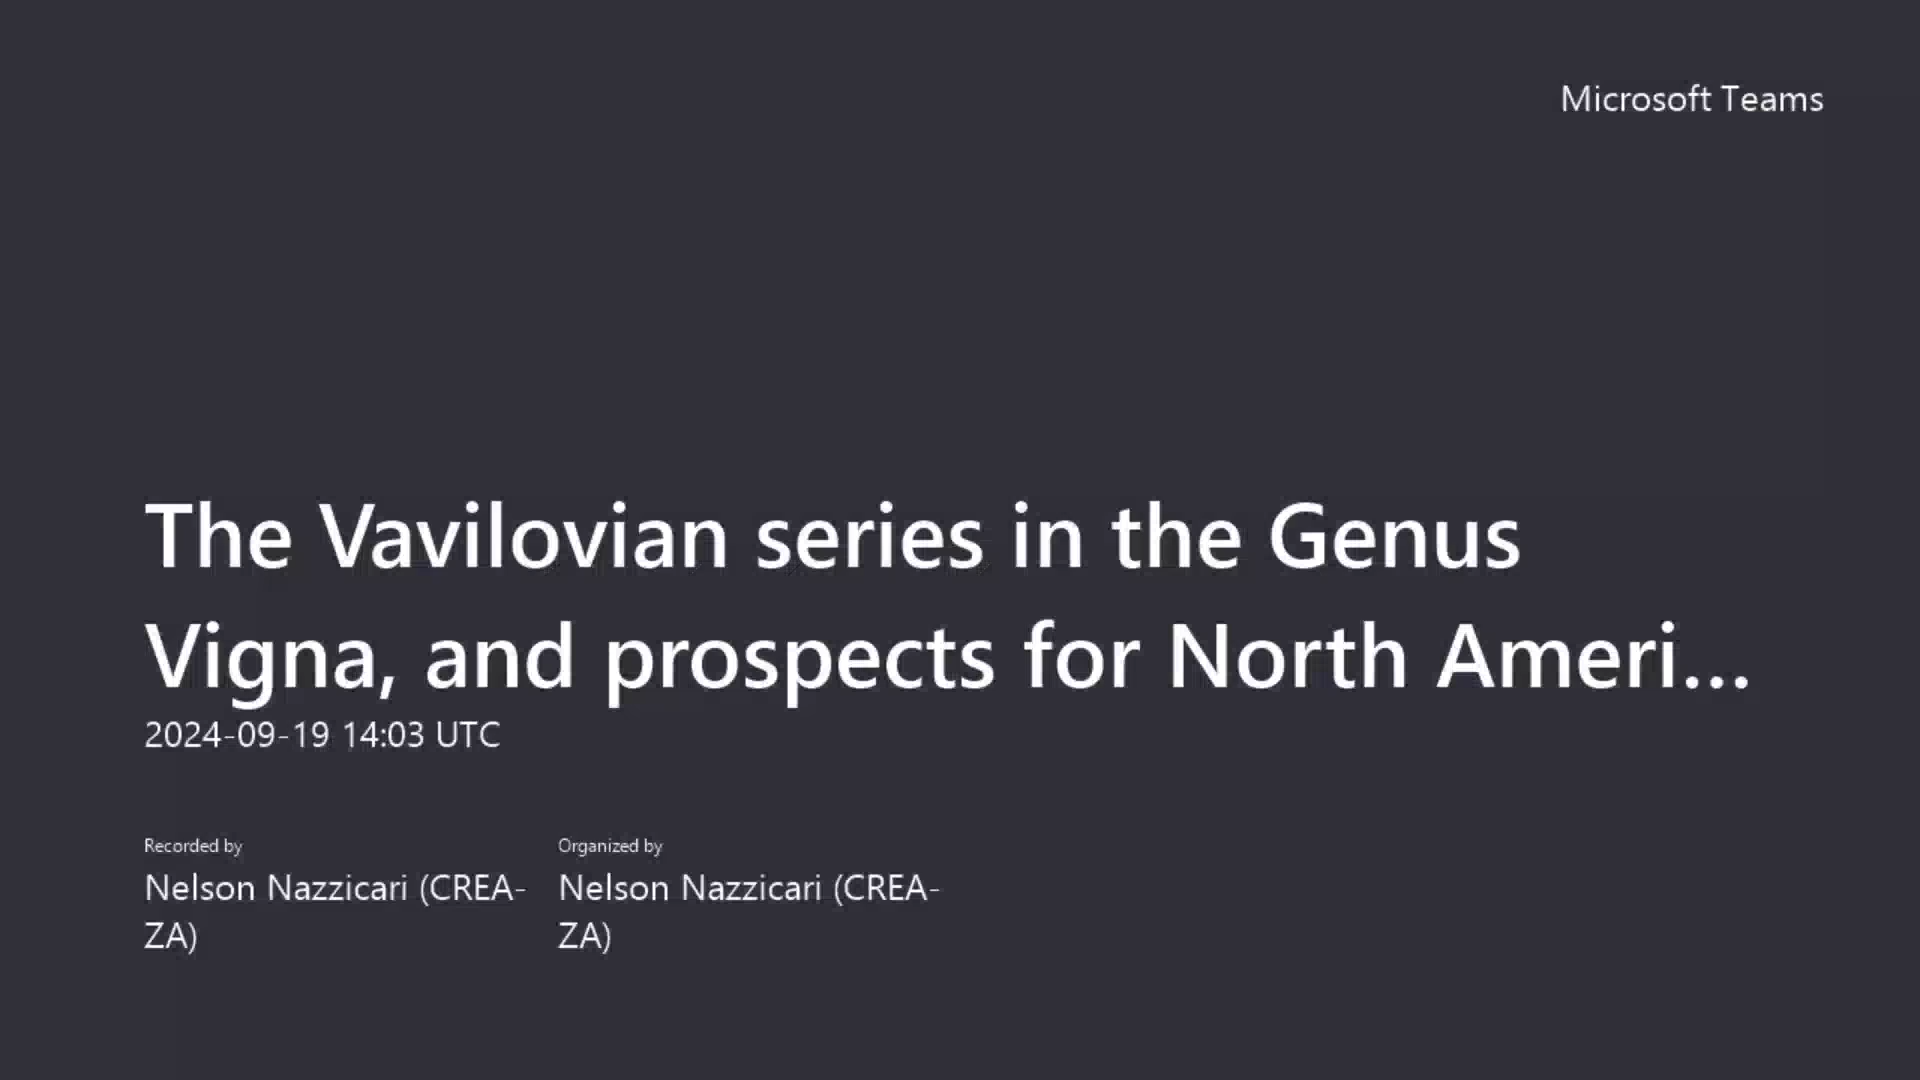 Microsoft Teams
The Vavilovian series in the Genus
Vigna, and prospects for North Ameri...
2024-09-19 14:03 UTC
Recorded by
Nelson Nazzicari (CREA-
ZA)
Organized by
Nelson Nazzicari (CREA-
ZA)